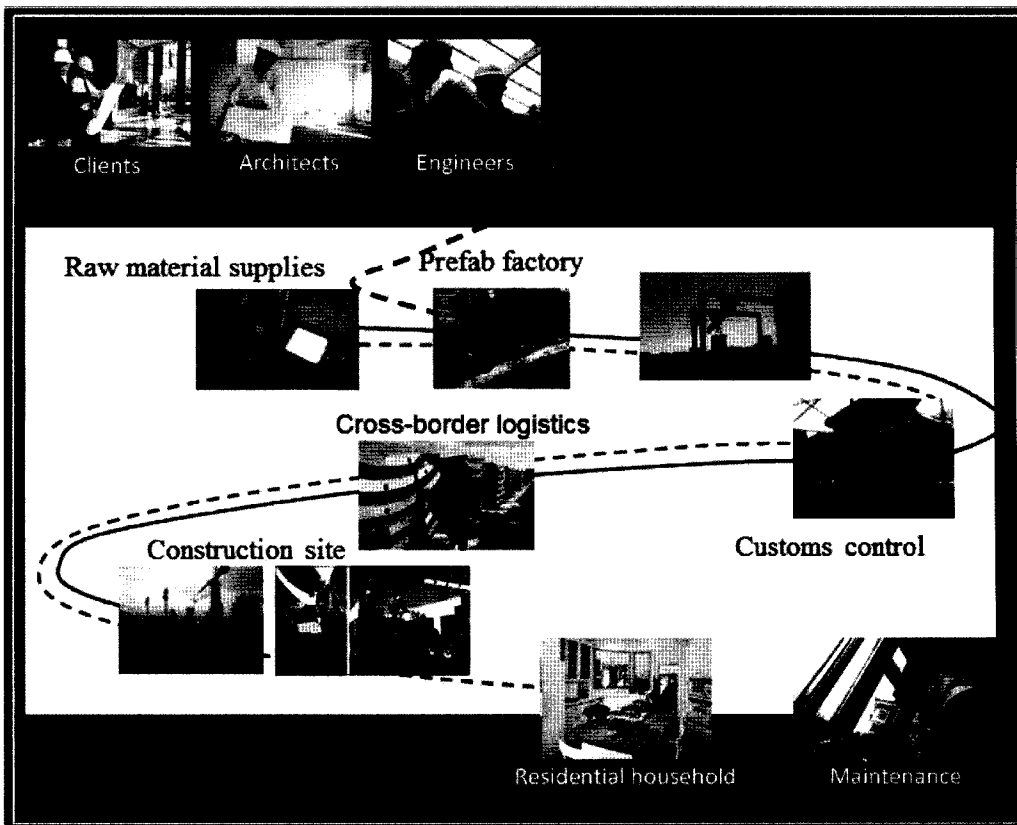 Clients
Architects
Engineers
Raw material supplies
Prefab factory
Cross-border logistics
Construction site
Customs control
Residential household
Maintenance